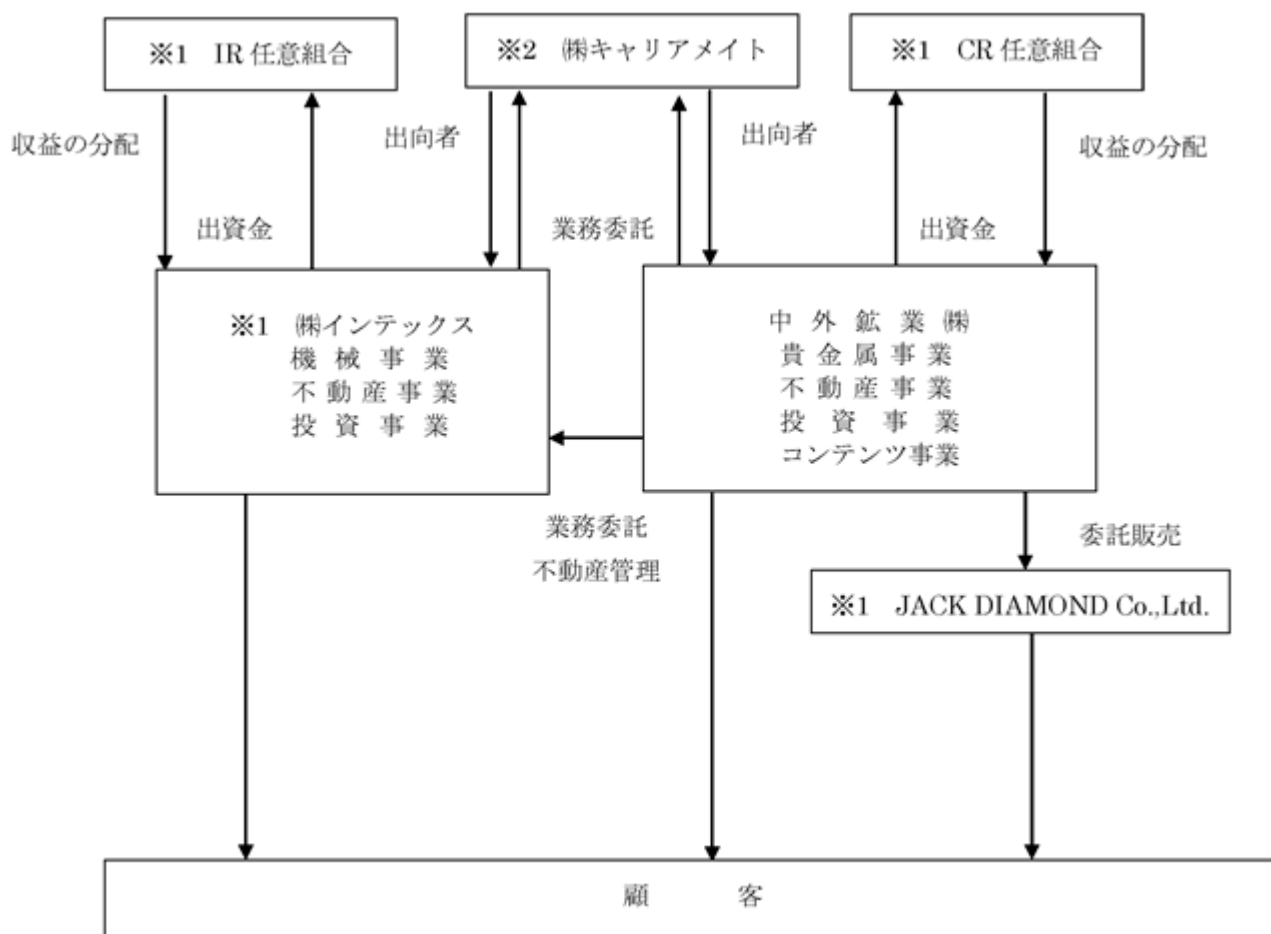 ※1 IR 任意組合
※2 ㈱キャリアメイト
※1 CR 任意組合
収益の分配
出向者
出向者
収益の分配
出資金
業務委託
出資金
※1 ㈱インテックス
機械事業
不動産事業
投資事業
中外鉱業㈱
貴金属事業
不動産事業
投資事業
コンテンツ事業
業務委託
不動産管理
委託販売
※1 JACK DIAMOND Co.,Ltd.
顧客